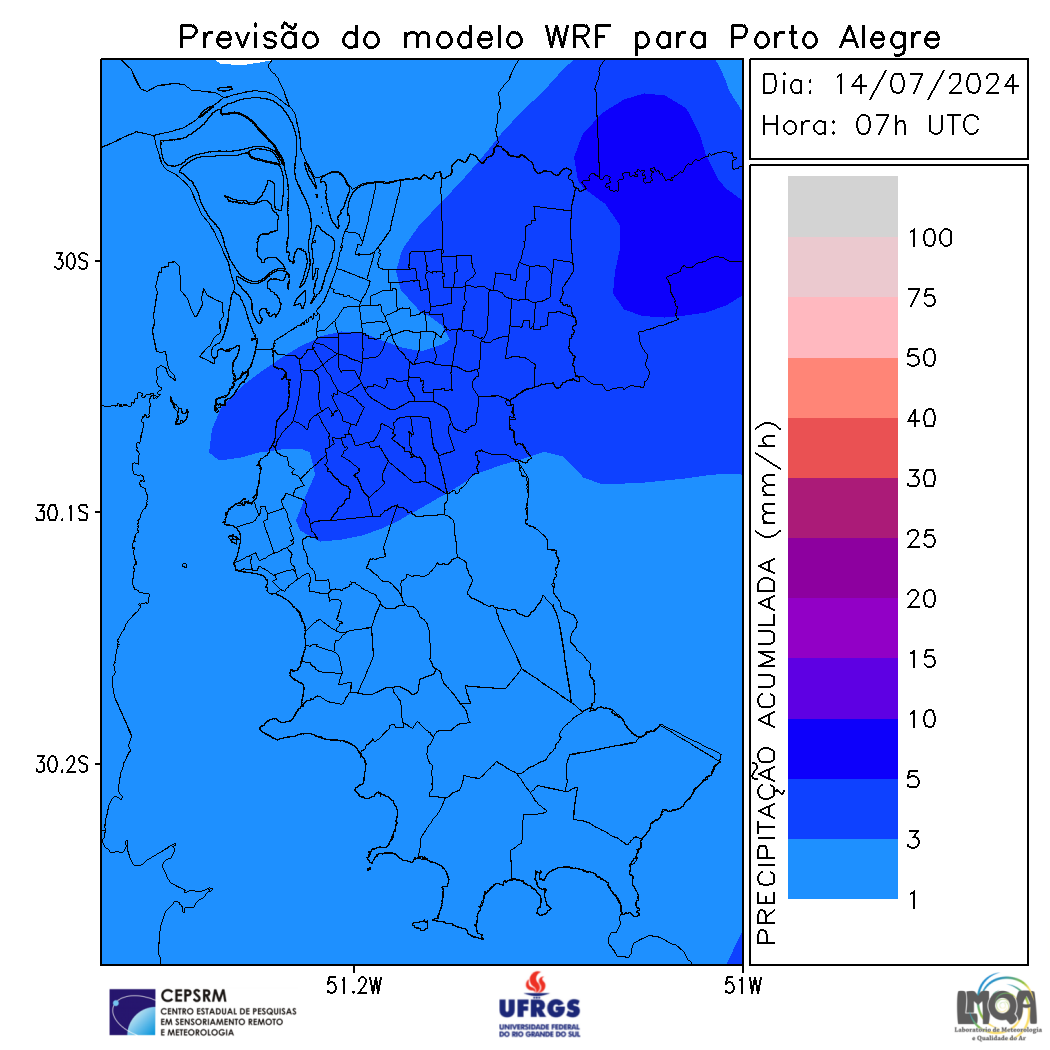 Previsão do modelo WRF para Porto Alegre
Dia: 14/07/2024
Hora: 07h UTC
30S
30.1S
30.2S
51.2W
51W
PRECIPITAÇÃO ACUMULADA (mm/h)
100
75
50
40
30
25
20
15
10
5
3
1
CEPSRM
CENTRO ESTADUAL DE PESQUISAS
EM SENSORIAMENTO REMOTO
E METEOROLOGIA
UFRGS
UNIVERSIDADE FEDERAL
DO RIO GRANDE DO SUL
LMQA
Laboratório de Meteorologia
e Qualidade do Ar